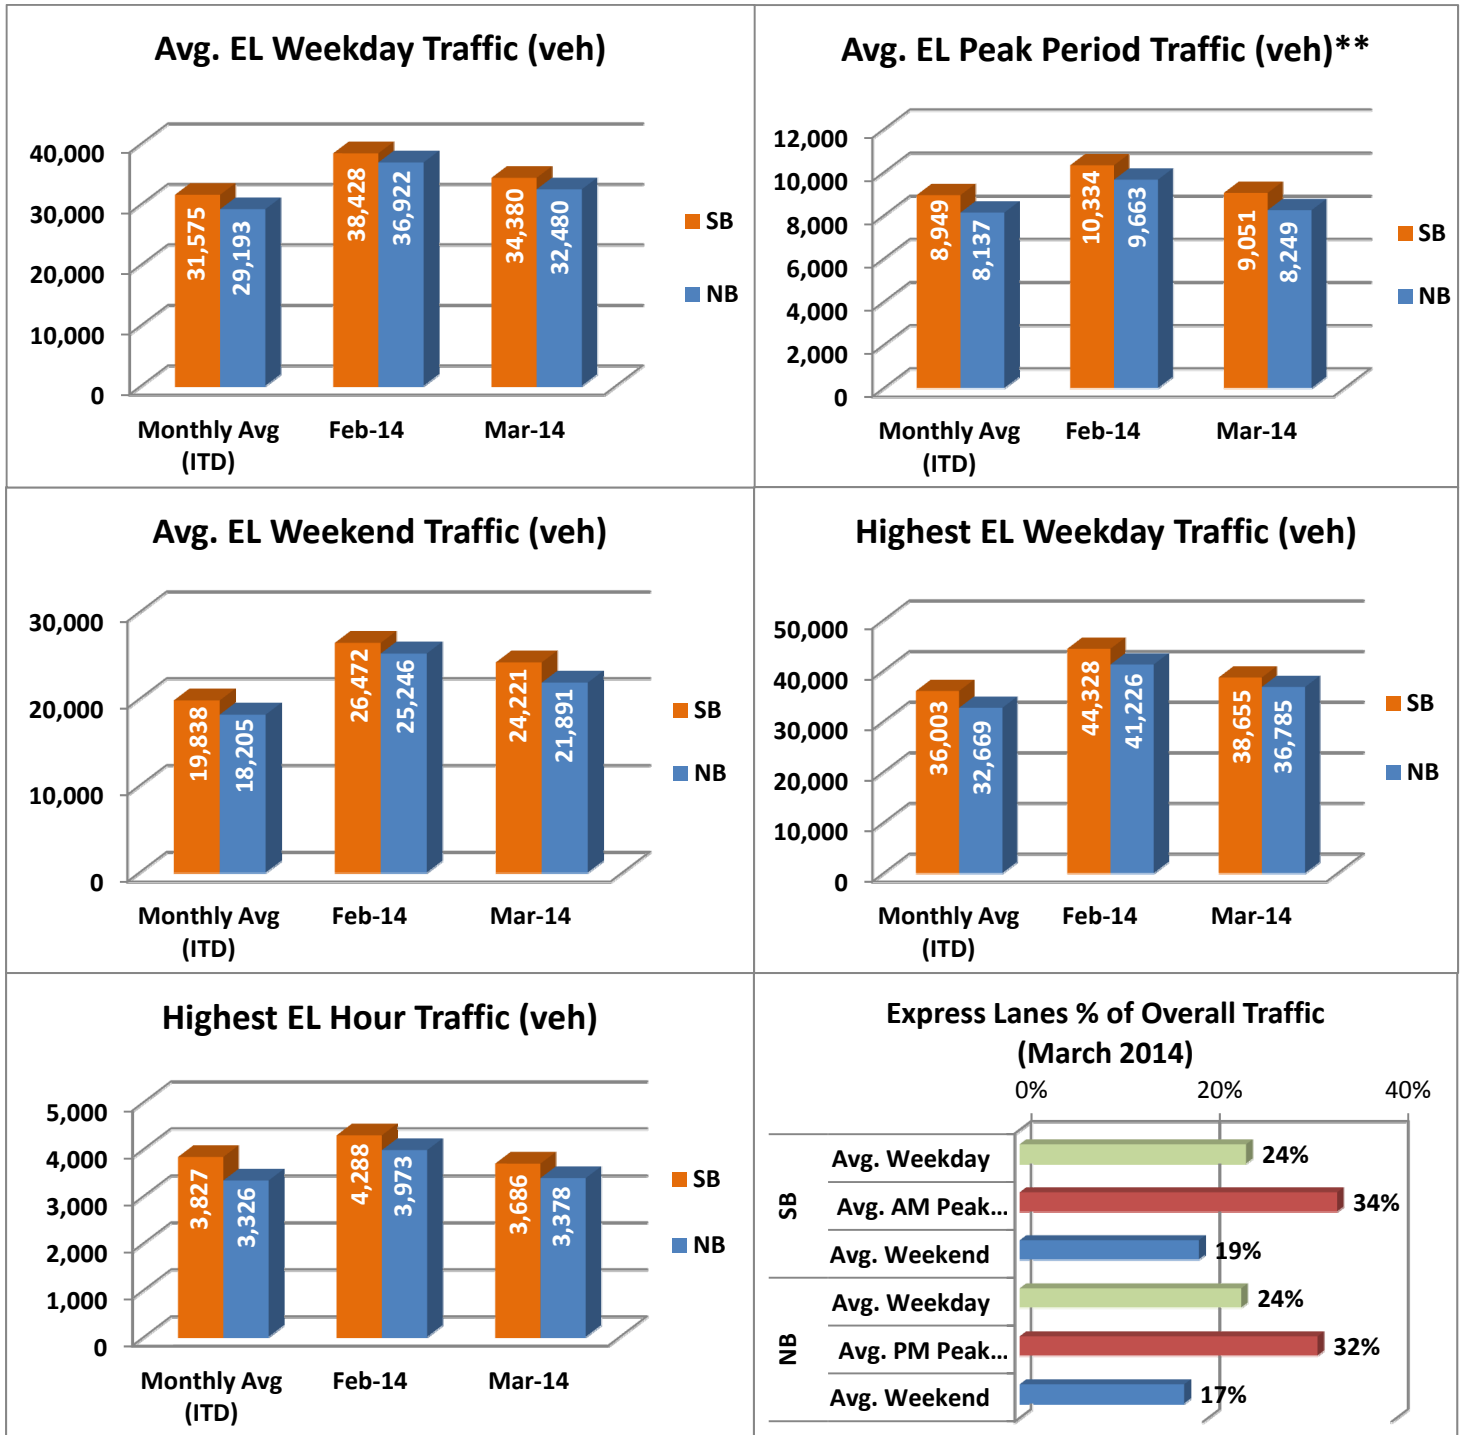 Avg. EL Weekday Traffic (veh)
40,000
30,000
20,000
10,000
0
31,575
29,193
38,428
36,922
34,380
32,480
SB
NB
Monthly Avg
(ITD)
Feb-14
Mar-14
Avg. EL Peak Period Traffic (veh)**
12,000
10,000
8,000
6,000
4,000
2,000
0
8,949
8,137
10,334
9,663
9,051
8,249
SB
NB
Monthly Avg
(ITD)
Feb-14
Mar-14
Avg. EL Weekend Traffic (veh)
30,000
20,000
10,000
0
19,838
18,205
26,472
25,246
24,221
21,891
SB
NB
Monthly Avg
(ITD)
Feb-14
Mar-14
Highest EL Weekday Traffic (veh)
50,000
40,000
30,000
20,000
10,000
0
36,003
32,669
44,328
41,226
38,655
36,785
SB
NB
Monthly Avg
(ITD)
Feb-14
Mar-14
Highest EL Hour Traffic (veh)
5,000
4,000
3,000
2,000
1,000
0
3,827
3,326
4,288
3,973
3,686
3,378
SB
NB
Monthly Avg
(ITD)
Feb-14
Mar-14
Express Lanes % of Overall Traffic
(March 2014)
0% 20% 40%
SB
Avg. Weekday 24%
Avg. AM Peak... 34%
Avg. Weekend 19%
NB
Avg. Weekday 24%
Avg. PM Peak... 32%
Avg. Weekend 17%